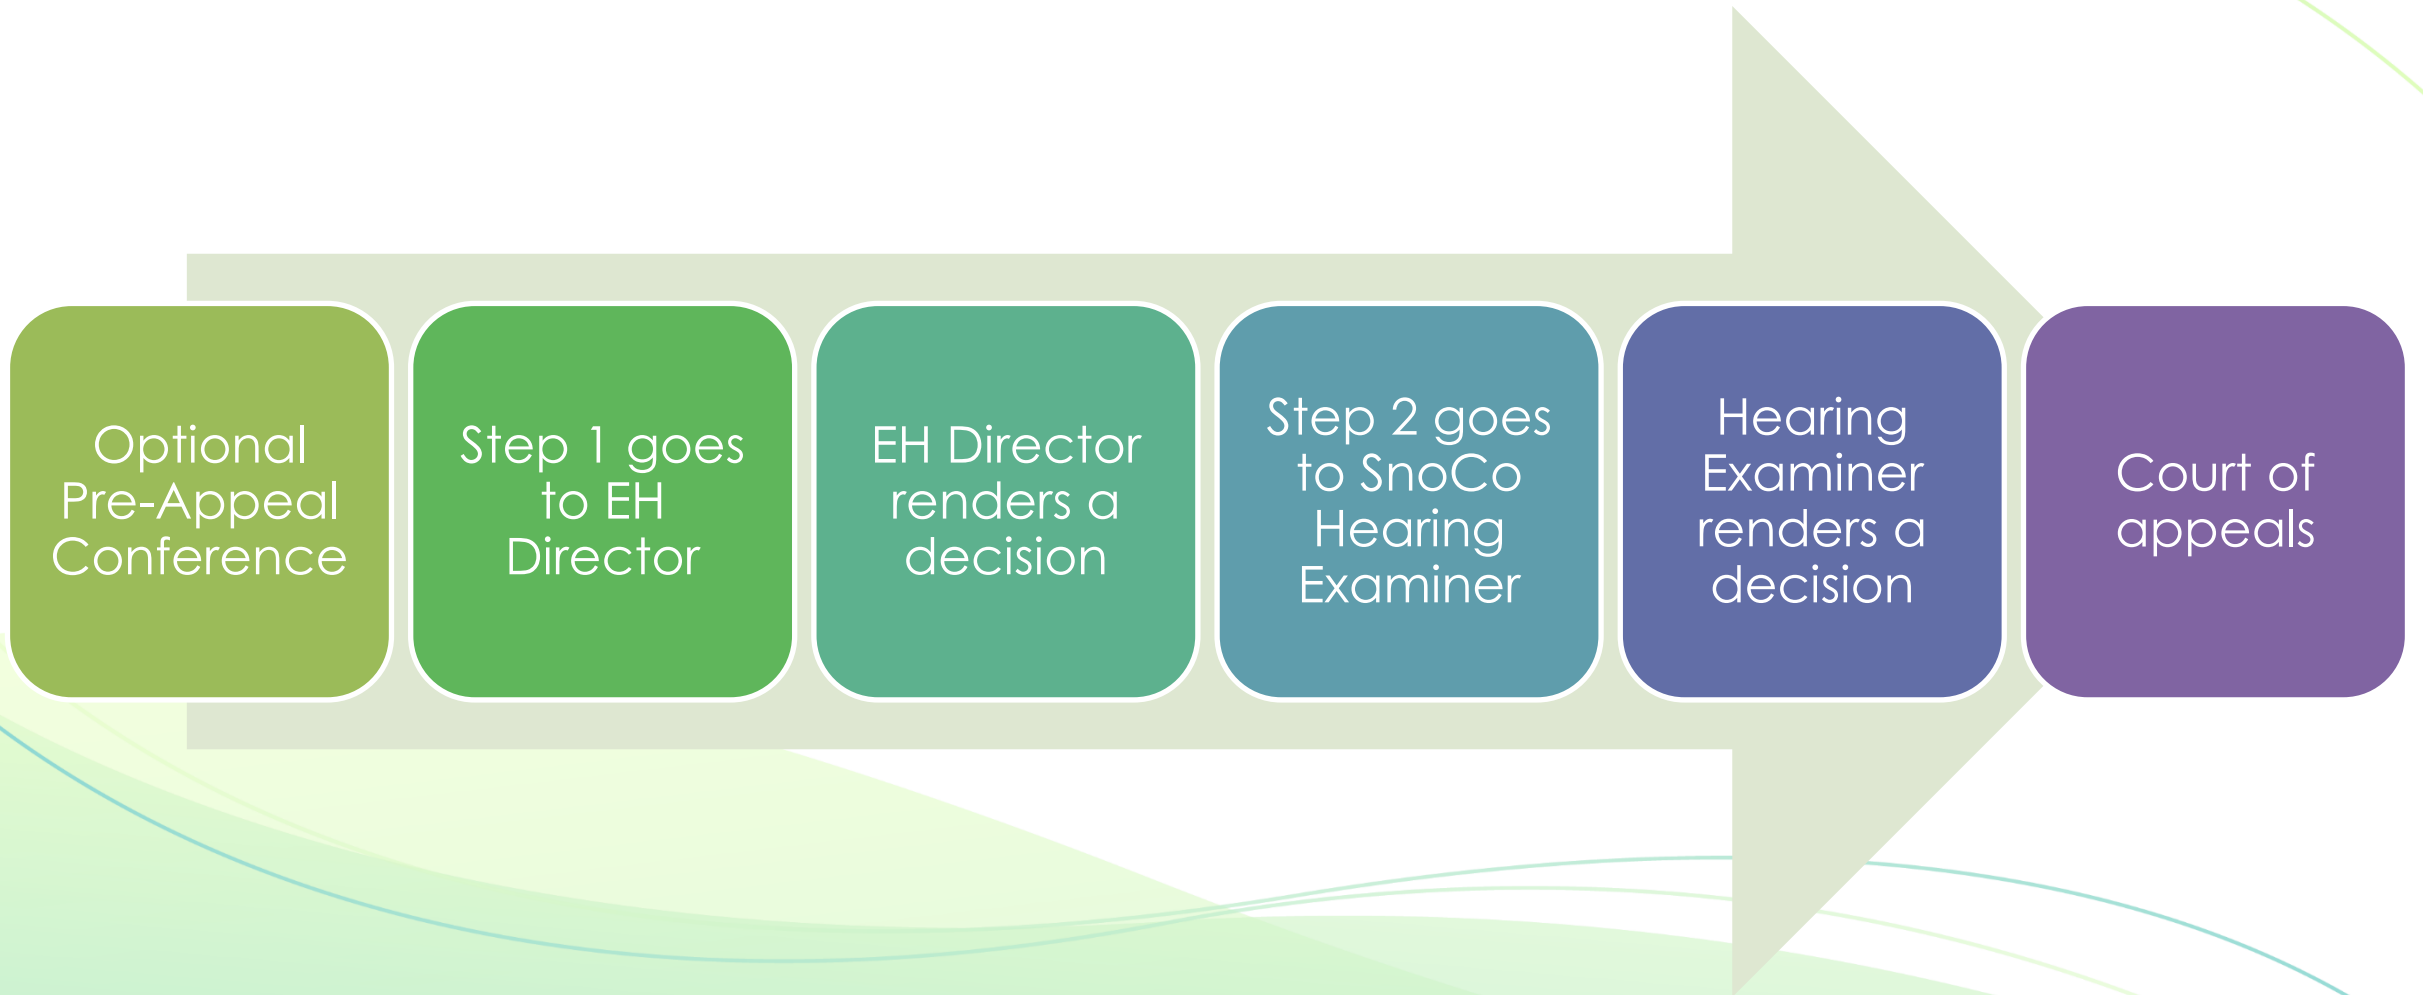 Optional
Pre-Appeal
Conference
Step 1 goes
to EH
Director
EH Director
renders a
decision
Step 2 goes
to SnoCo
Hearing
Examiner
Hearing
Examiner
renders a
decision
Court of
appeals